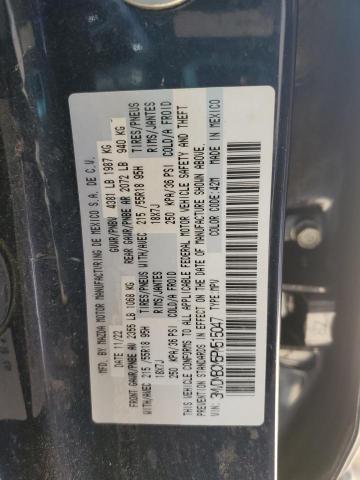 MFD. BY MAZDA MOTOR MANUFACTURING DE MEXICO S.A. DE C.V.
11/22 GVWR/PNBV 4381 LB 1987 KG
FRONT GAWR/PNBE AV 2355 LB 1068 KG REAR GAWR/PNBE AR 2072 LB 940 KG
WITH/AVEC 215 /55R18 95H TIRES/PNEUS WITH/AVEC 215 /55R18 95H TIRES/PNEUS
18X7J RIMS/JANTES 18X7J RIMS/JANTES
250 KPA/36 PSI COLD/A FROID 250 KPA/36 PSI COLD/A FROID
THIS VEHICLE CONFORMS TO ALL APPLICABLE FEDERAL MOTOR VEHICLE SAFETY AND THEFT
PREVENTION STANDARDS IN EFFECT ON THE DATE OF MANUFACTURE SHOWN ABOVE.
VIN: TYPE: MPV COLOR CODE: 42M MADE IN MEXICO